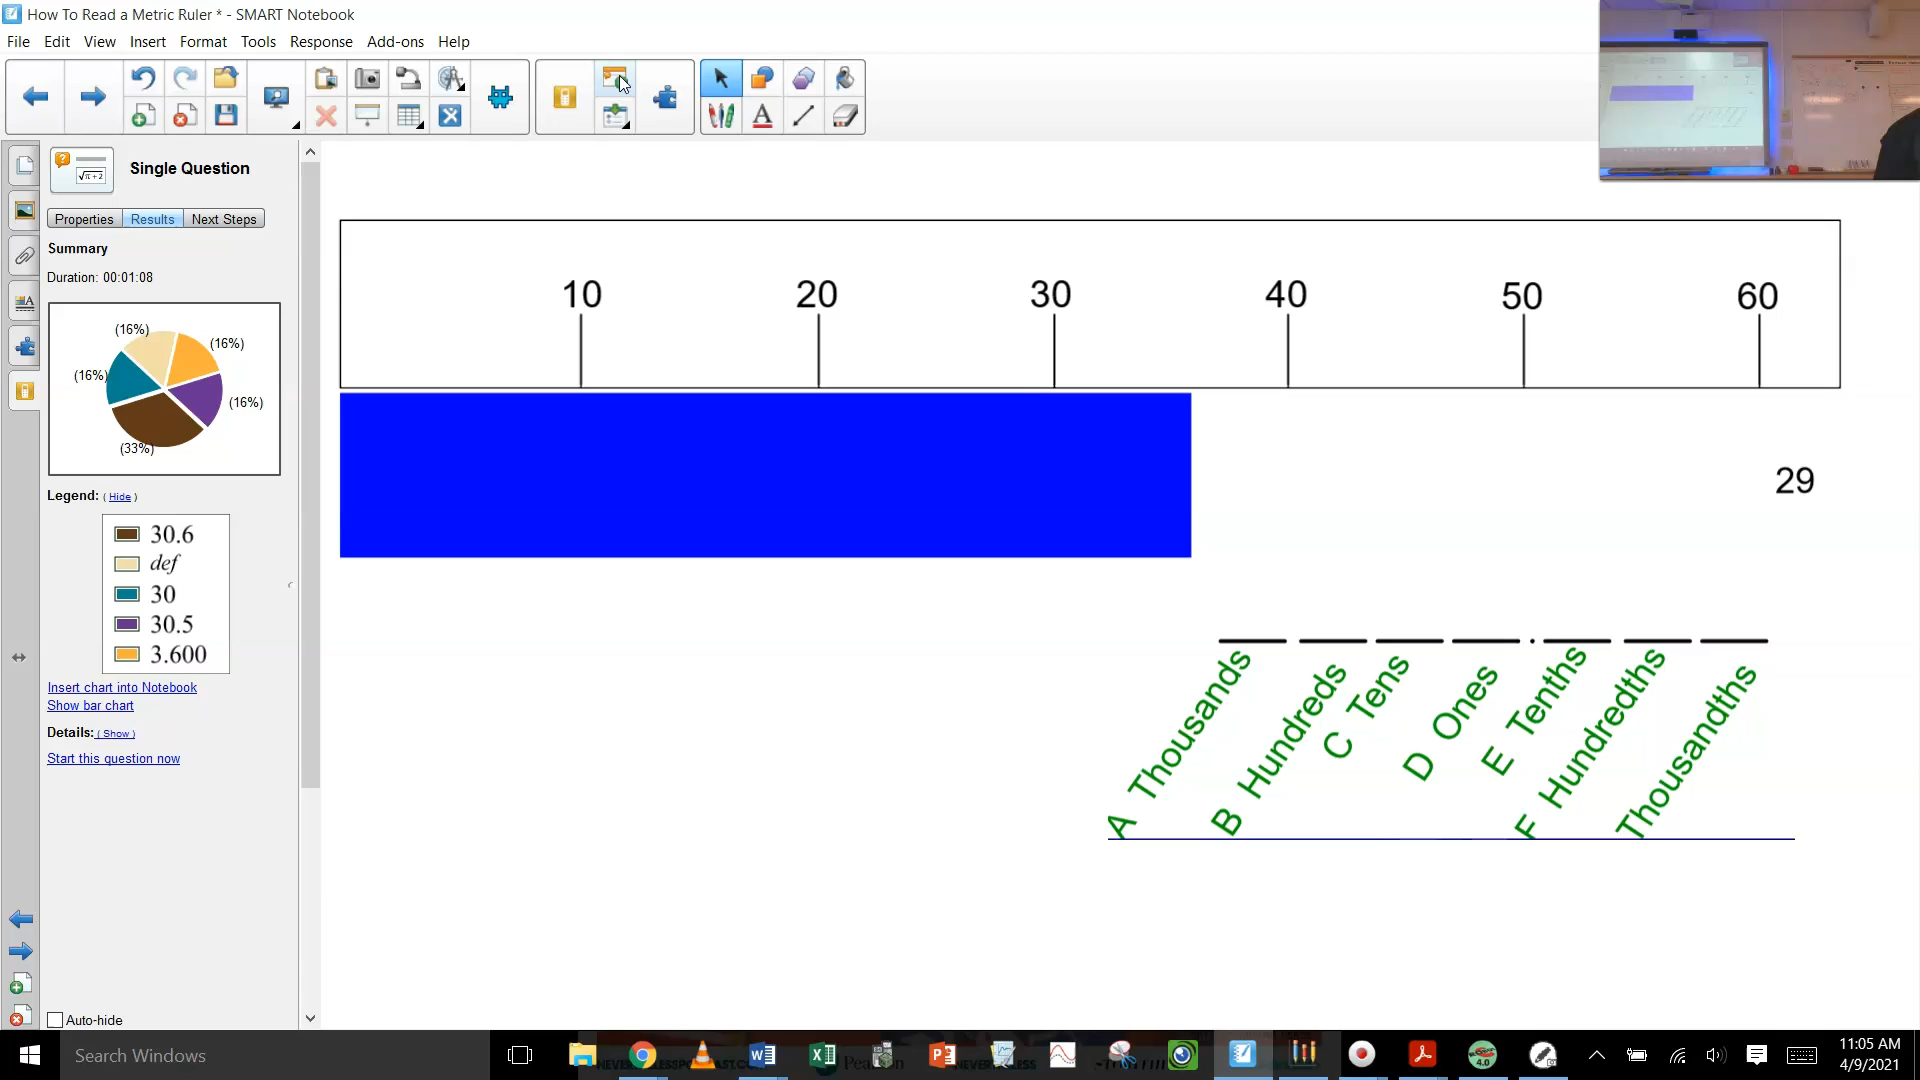 How To Read a Metric Ruler * - SMART Notebook
File Edit View Insert Format Tools Response Add-ons Help
Single Question
Properties Results Next Steps
Summary
Duration: 00:01:08
(16%)
(16%)
(16%)
(16%)
(33%)
Legend: ( Hide )
30.6
def
30
30.5
3.600
Insert chart into Notebook
Show bar chart
Details: ( Show )
Start this question now
Auto-hide
10 20 30 40 50 60
29
A Thousands
B Hundreds
C Tens
D Ones
E Tenths
F Hundredths
Thousandths
Search Windows
11:05 AM
4/9/2021